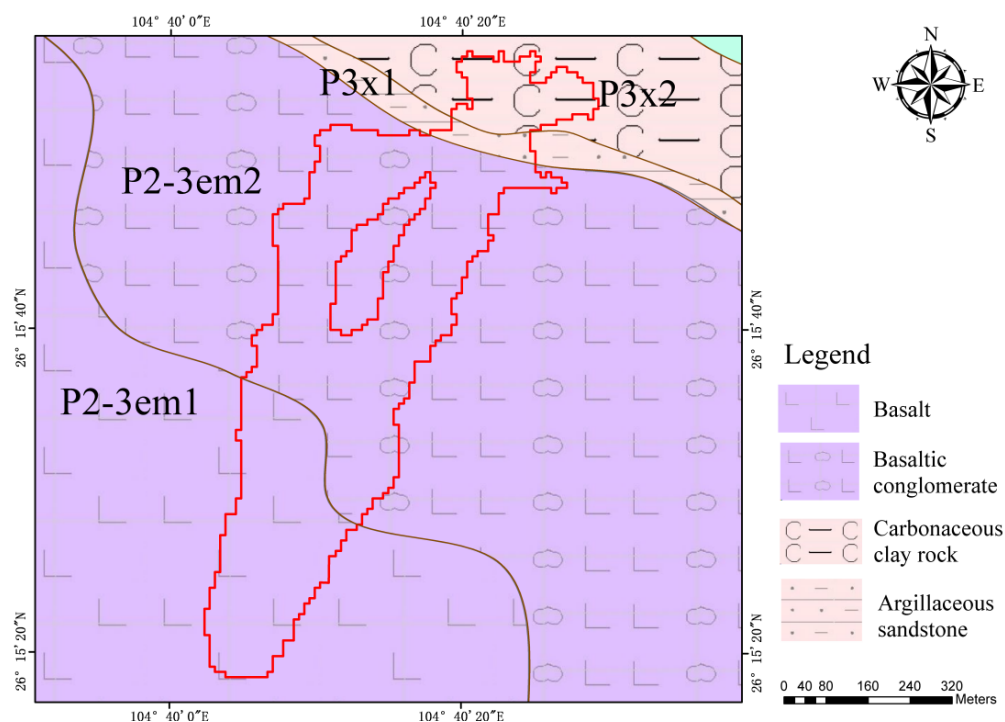 104° 40′ 0″E
104° 40′ 20″E
N
W
E
S
P3x1
P3x2
P2-3em2
26° 15′ 40″N
26° 15′ 40″N
P2-3em1
Legend
Basalt
Basaltic
conglomerate
Carbonaceous
clay rock
Argillaceous
sandstone
26° 15′ 20″N
26° 15′ 20″N
0 20 40 60 80
160
240
320
Meters
104° 40′ 0″E
104° 40′ 20″E